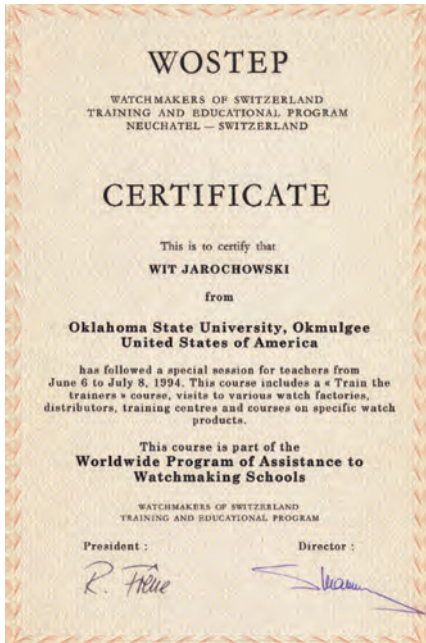 WOSTEP
WATCHMAKERS OF SWITZERLAND
TRAINING AND EDUCATIONAL PROGRAM
NEUCHATEL — SWITZERLAND
CERTIFICATE
This is to certify that
WIT JAROCHOWSKI
from
Oklahoma State University, Okmulgee
United States of America
has followed a special session for teachers from
June 6 to July 8, 1994. This course includes a « Train the
trainers » course, visits to various watch factories,
distributors, training centres and courses on specific watch
products.
This course is part of the
Worldwide Program of Assistance to
Watchmaking Schools
WATCHMAKERS OF SWITZERLAND
TRAINING AND EDUCATIONAL PROGRAM
President : Director :
R. Frêne